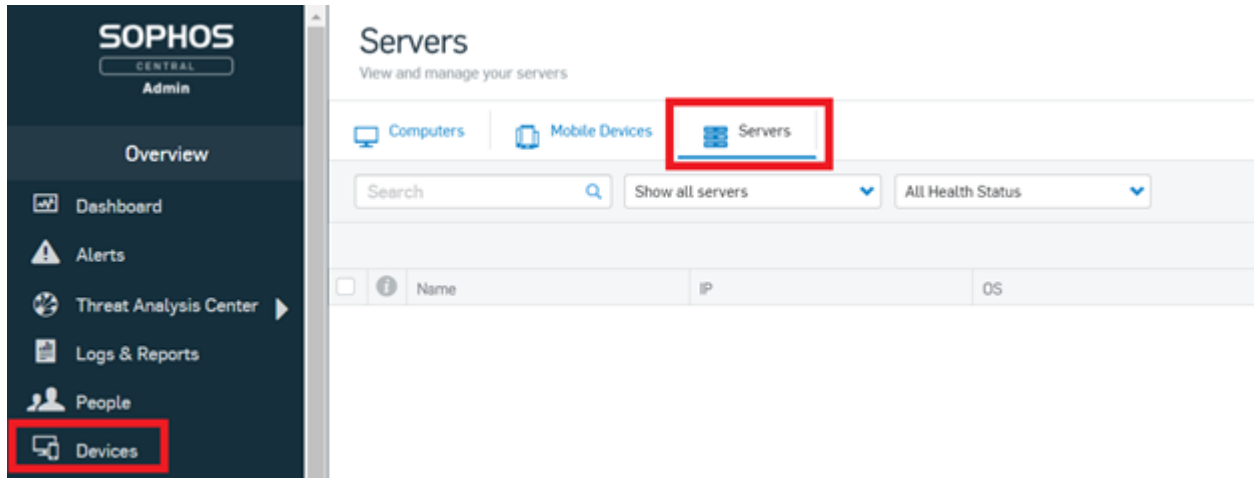 SOPHOS
CENTRAL
Admin
Overview
Dashboard
Alerts
Threat Analysis Center
Logs & Reports
People
Devices
Servers
View and manage your servers
Computers Mobile Devices Servers
Search Show all servers All Health Status
Name IP OS